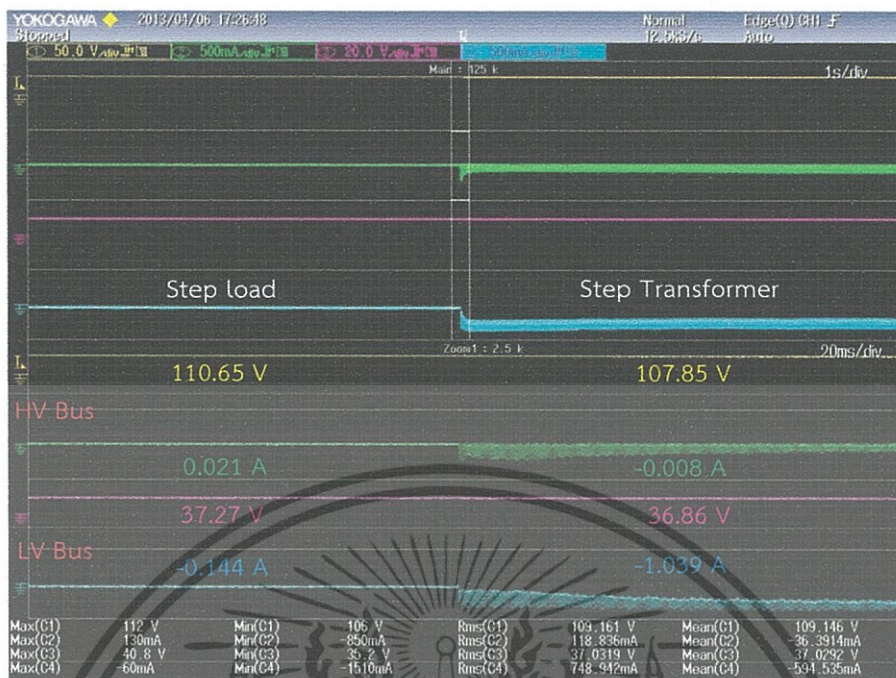 YOKOGAWA 2013/04/06 17:26:48 Normal Edge(Q) CH1
Stopped 12.5kS/s Auto
50.0 V/div 500mA/div 20.0 V/div 500mA/div
Main : 125 k 1s/div
Step load Step Transformer
Zoom1 : 2.5 k 20ms/div
110.65 V 107.85 V
HV Bus
0.021 A -0.008 A
37.27 V 36.86 V
LV Bus
-0.144 A -1.039 A
Max(C1) 112 V Min(C1) 106 V Rms(C1) 109.161 V Mean(C1) 109.146 V
Max(C2) 130mA Min(C2) -850mA Rms(C2) 118.836mA Mean(C2) -36.3914mA
Max(C3) 40.8 V Min(C3) 35.2 V Rms(C3) 37.0319 V Mean(C3) 37.0292 V
Max(C4) -60mA Min(C4) -1510mA Rms(C4) 748.942mA Mean(C4) -594.535mA